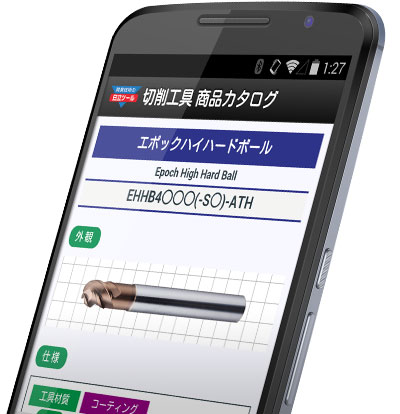 1:27
日立ツール
切削工具 商品カタログ
エポックハイハードボール
Epoch High Hard Ball
EHHB4○○○(-S○)-ATH
外観
仕様
工具材質
コーティング